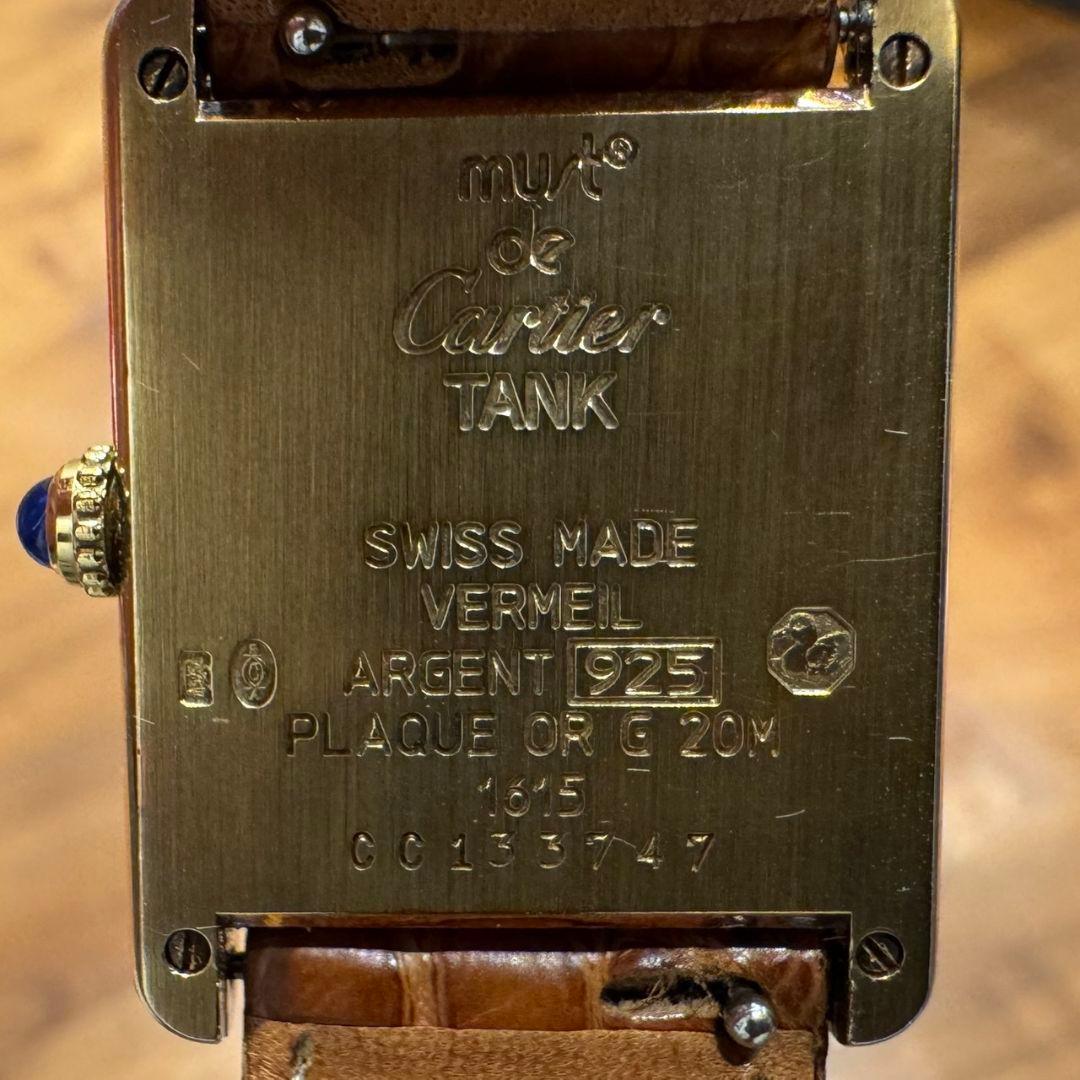 must®
de
Cartier
TANK
SWISS MADE
VERMEIL
ARGENT 925
PLAQUE OR G 20M
1615
CC133747